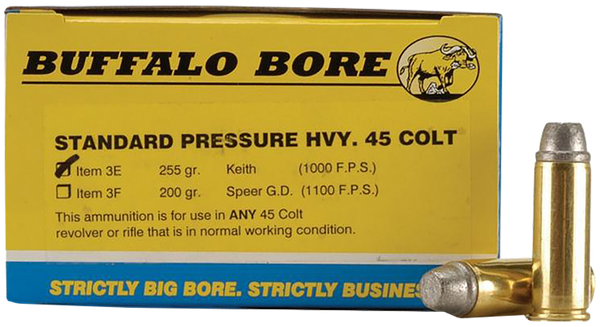 BUFFALO BORE
STANDARD PRESSURE HVY. 45 COLT
Item 3E 255 gr. Keith (1000 F.P.S.)
Item 3F 200 gr. Speer G.D. (1100 F.P.S.)
This ammunition is for use in ANY 45 Colt
revolver or rifle that is in normal working condition.
STRICTLY BIG BORE. STRICTLY BUSINES